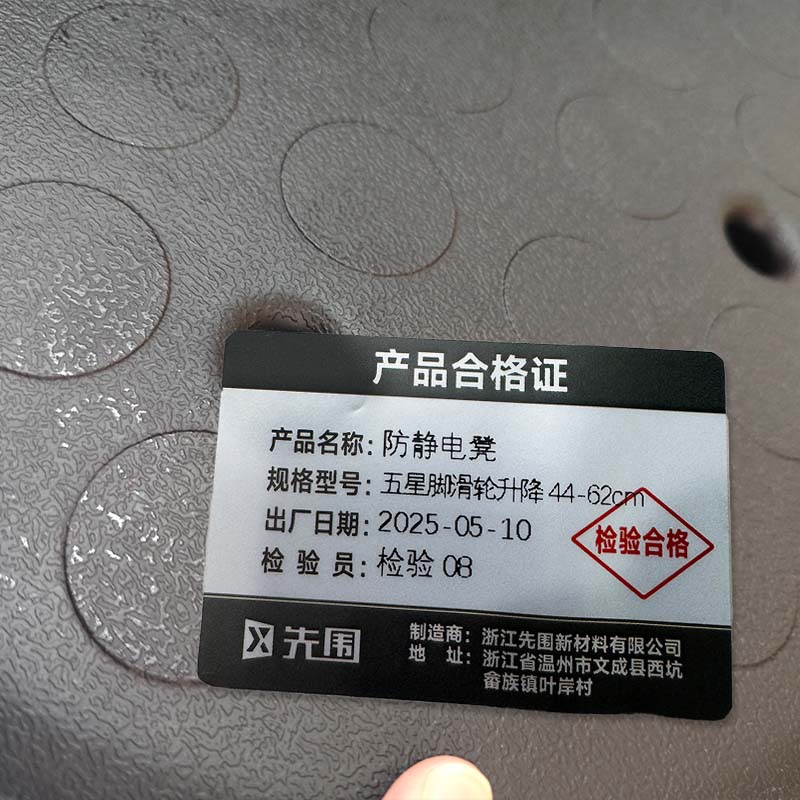 产品合格证
产品名称：防静电凳
规格型号：五星脚滑轮升降 44-62cm
出厂日期：2025-05-10
检验员：检验 08
检验合格
先围
制造商：浙江先围新材料有限公司
地址：浙江省温州市文成县西坑
畲族镇叶岸村